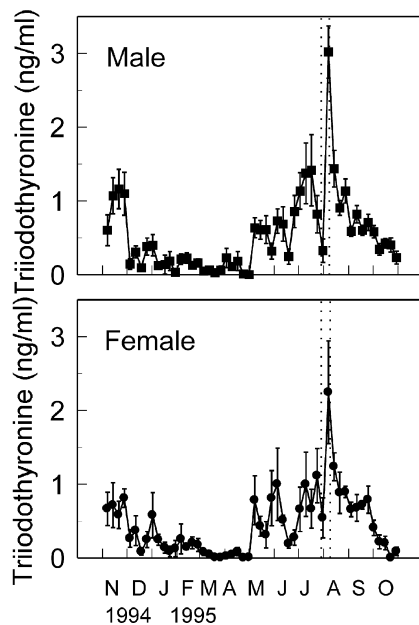 Triiodothyronine (ng/ml)
Male
3
2
1
0
Triiodothyronine (ng/ml)
Female
3
2
1
0
N D J F M A M J J A S O
1994 1995